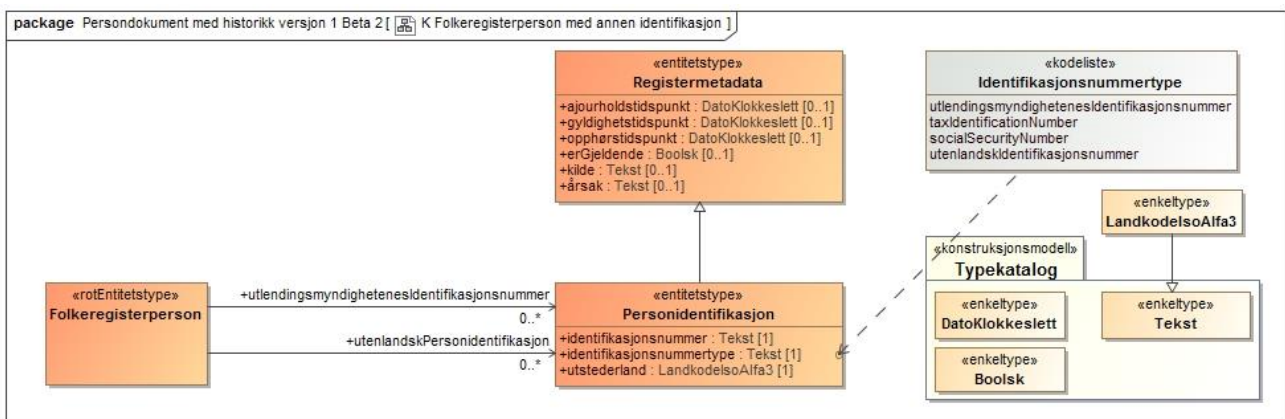 package Persondokument med historikk versjon 1 Beta 2 [ K Folkeregisterperson med annen identifikasjon ]
«entitetstype»
Registermetadata
+ajourholdstidspunkt : DatoKlokkeslett [0..1]
+gyldighetstidspunkt : DatoKlokkeslett [0..1]
+opphørstidspunkt : DatoKlokkeslett [0..1]
+erGjeldende : Boolsk [0..1]
+kilde : Tekst [0..1]
+årsak : Tekst [0..1]
«kodeliste»
Identifikasjonsnummertype
utlendingsmyndighetenesIdentifikasjonsnummer
taxIdentificationNumber
socialSecurityNumber
utenlandskIdentifikasjonsnummer
«enkeltype»
LandkodeIsoAlfa3
«konstruksjonsmodell»
Typekatalog
«enkeltype»
DatoKlokkeslett
«enkeltype»
Tekst
«enkeltype»
Boolsk
«rotEntitetstype»
Folkeregisterperson
+utlendingsmyndighetenesIdentifikasjonsnummer
0..*
+utenlandskPersonidentifikasjon
0..*
«entitetstype»
Personidentifikasjon
+identifikasjonsnummer : Tekst [1]
+identifikasjonsnummertype : Tekst [1]
+utstederland : LandkodeIsoAlfa3 [1]